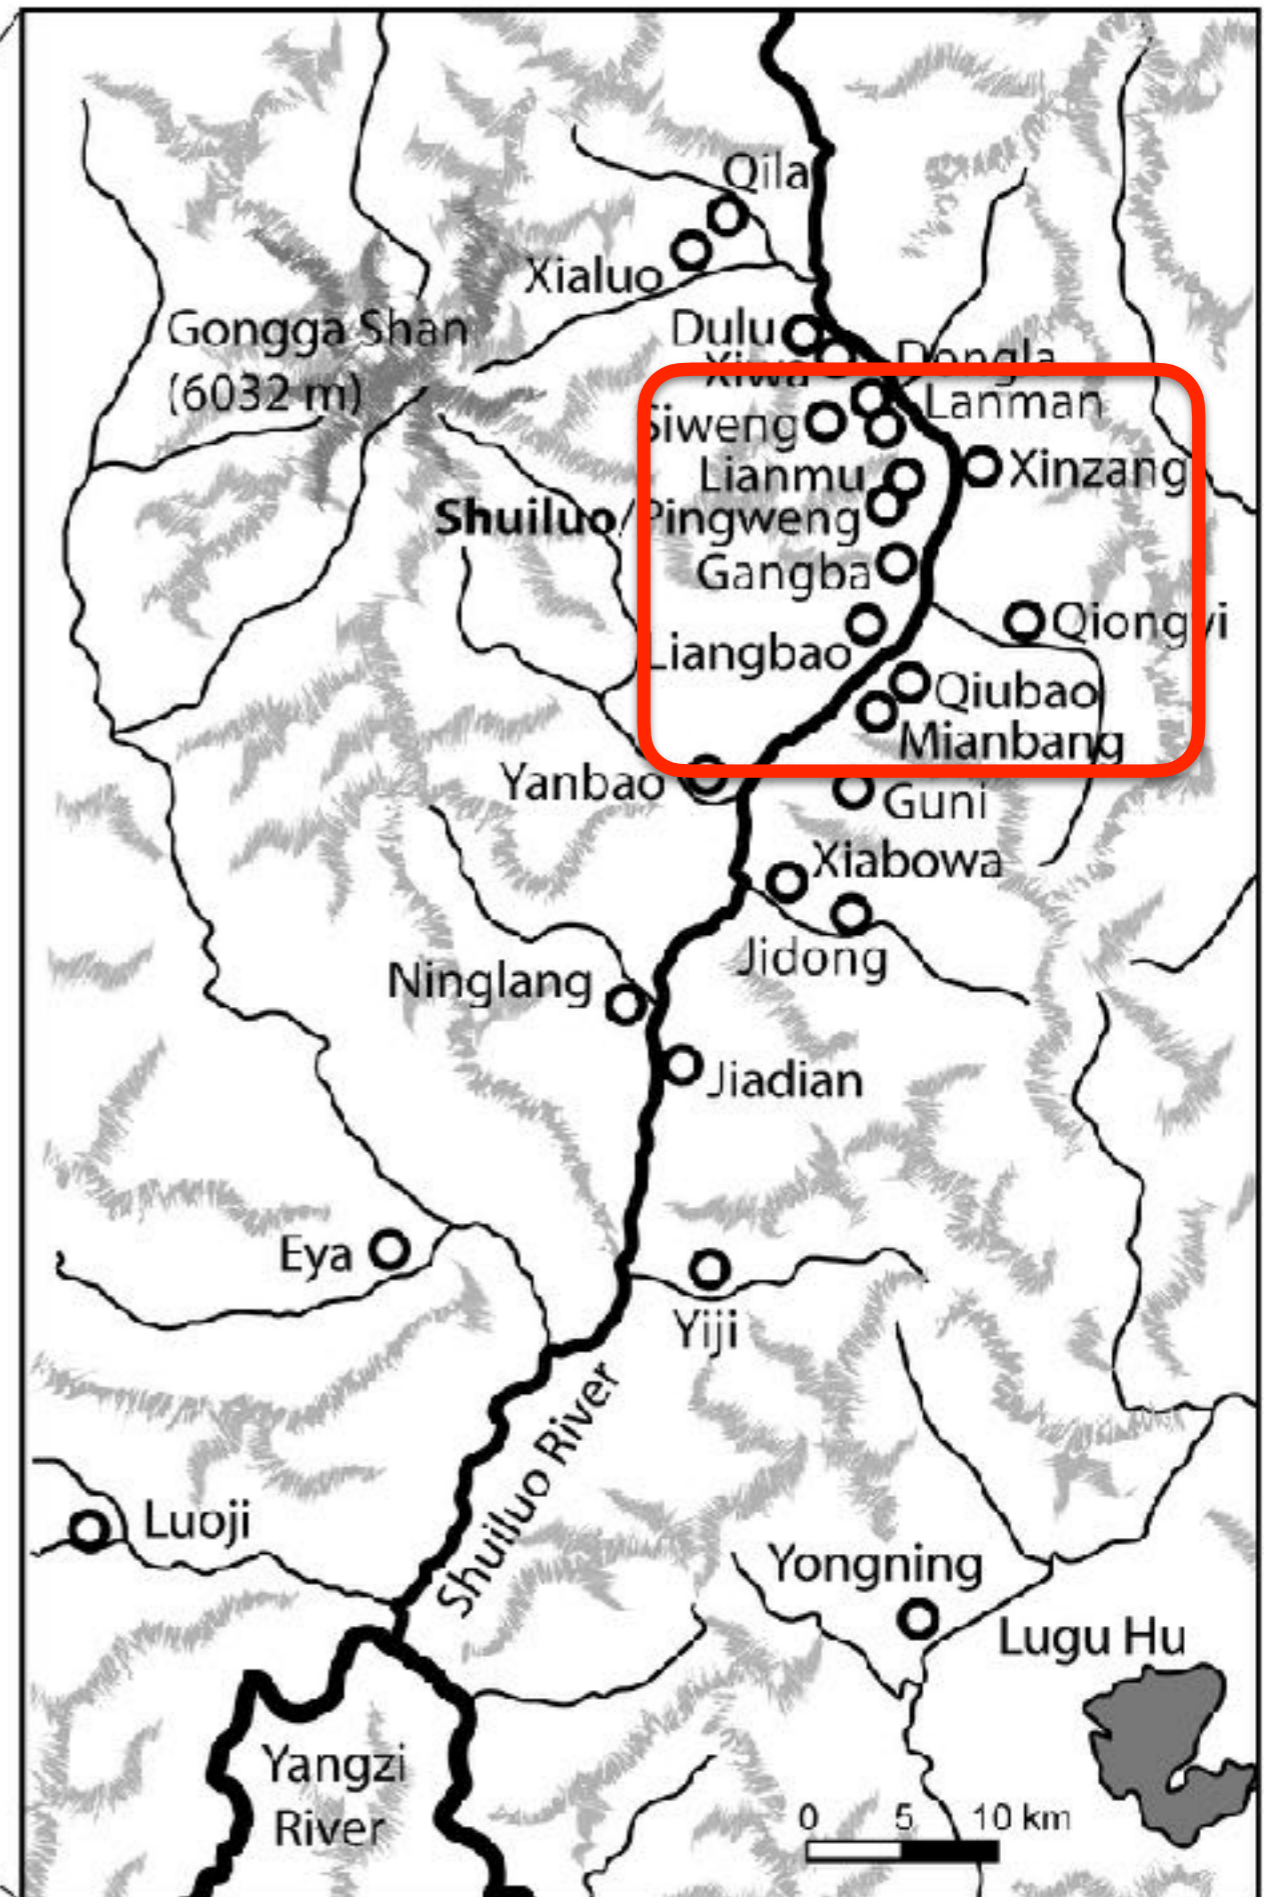 Qila
Xialuo
Gongga Shan
(6032 m)
Dulu
Xiwa
Dongla
Lanman
Siweng
Lianmu
Xinzang
Shuiluo/Pingweng
Gangba
Qiongyi
Liangbao
Qiubao
Mianbang
Yanbao
Guni
Xiabowa
Jidong
Ninglang
Jiadian
Eya
Yiji
Shuiluo River
Luoji
Yongning
Lugu Hu
Yangzi
River
0 5 10 km